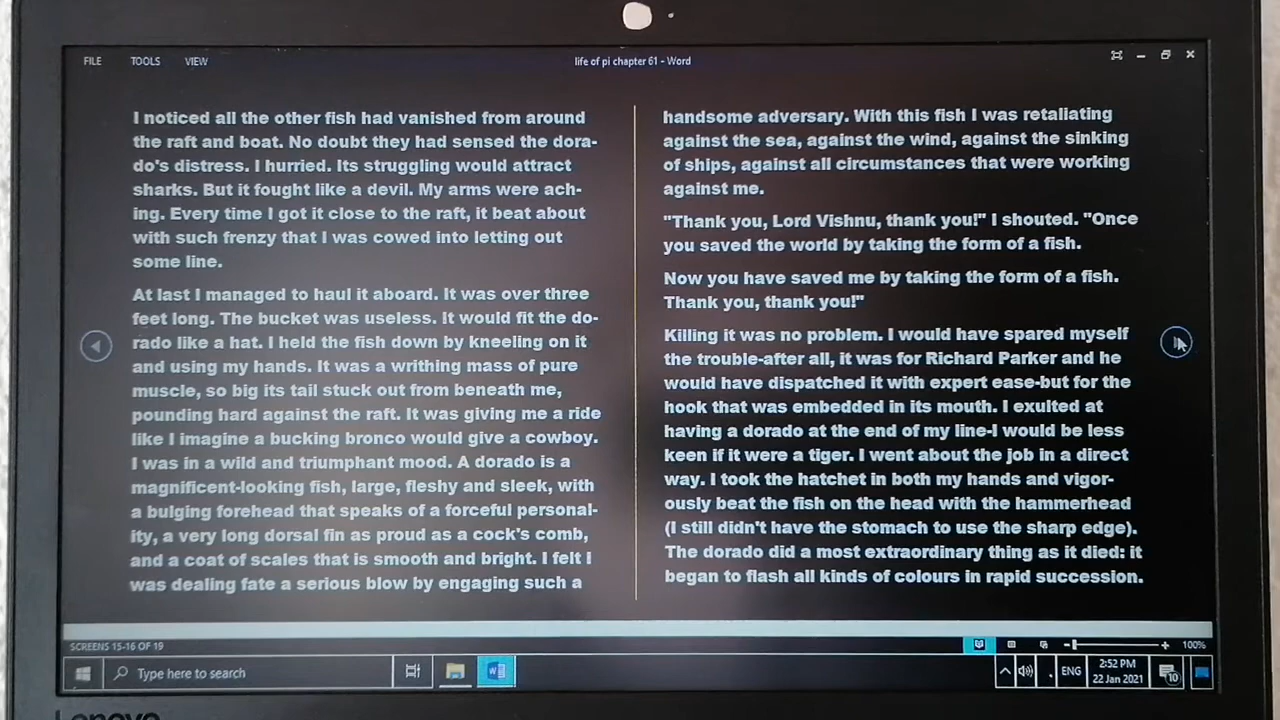 FILE TOOLS VIEW life of pi chapter 61 - Word
I noticed all the other fish had vanished from around
the raft and boat. No doubt they had sensed the dora-
do's distress. I hurried. Its struggling would attract
sharks. But it fought like a devil. My arms were ach-
ing. Every time I got it close to the raft, it beat about
with such frenzy that I was cowed into letting out
some line.
At last I managed to haul it aboard. It was over three
feet long. The bucket was useless. It would fit the do-
rado like a hat. I held the fish down by kneeling on it
and using my hands. It was a writhing mass of pure
muscle, so big its tail stuck out from beneath me,
pounding hard against the raft. It was giving me a ride
like I imagine a bucking bronco would give a cowboy.
I was in a wild and triumphant mood. A dorado is a
magnificent-looking fish, large, fleshy and sleek, with
a bulging forehead that speaks of a forceful personal-
ity, a very long dorsal fin as proud as a cock's comb,
and a coat of scales that is smooth and bright. I felt I
was dealing fate a serious blow by engaging such a
handsome adversary. With this fish I was retaliating
against the sea, against the wind, against the sinking
of ships, against all circumstances that were working
against me.
"Thank you, Lord Vishnu, thank you!" I shouted. "Once
you saved the world by taking the form of a fish.
Now you have saved me by taking the form of a fish.
Thank you, thank you!"
Killing it was no problem. I would have spared myself
the trouble-after all, it was for Richard Parker and he
would have dispatched it with expert ease-but for the
hook that was embedded in its mouth. I exulted at
having a dorado at the end of my line-I would be less
keen if it were a tiger. I went about the job in a direct
way. I took the hatchet in both my hands and vigor-
ously beat the fish on the head with the hammerhead
(I still didn't have the stomach to use the sharp edge).
The dorado did a most extraordinary thing as it died: it
began to flash all kinds of colours in rapid succession.
SCREENS 15-16 OF 19
100%
Type here to search
ENG
2:52 PM
22 Jan 2021
10
Lenovo